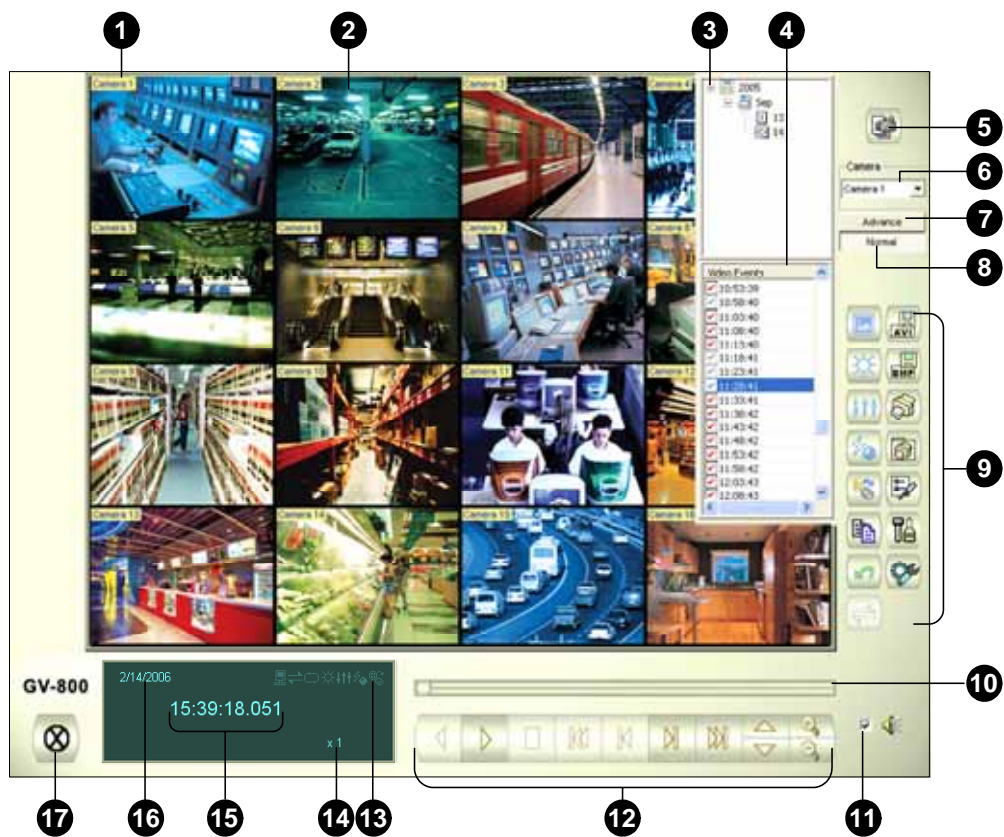 1
2
3
4
Camera 1
Camera 2
Camera 3
Camera 4
2005
Sep
13
14
5
Camera
6
Camera 1
7
Advance
Normal
8
Camera 5
Camera 6
Camera 7
Camera 8
Video Events
10:53:39
10:58:40
11:03:40
11:08:40
11:13:40
11:18:41
11:23:41
11:28:41
11:33:41
11:38:42
11:43:42
11:48:42
11:53:42
11:58:42
12:03:43
12:08:43
AVI
BMP
9
Camera 9
Camera 10
Camera 11
Camera 12
Camera 13
Camera 14
Camera 15
GV-800
2/14/2006
15:39:18.051
x 1
10
11
12
13
14
15
16
17